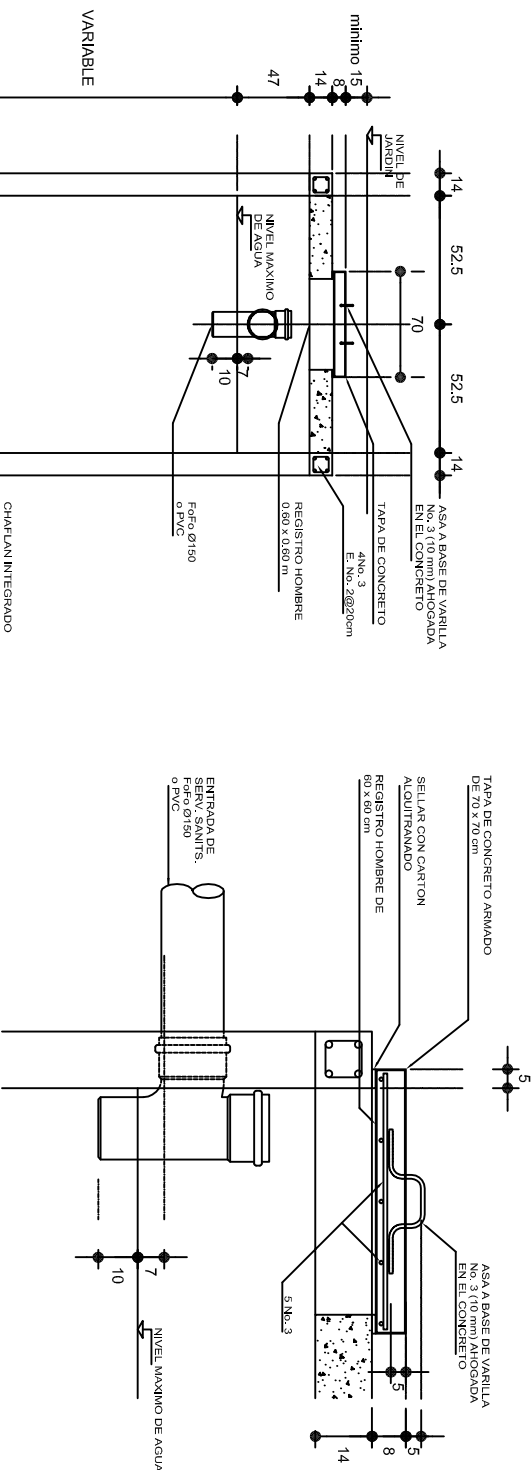 VARIABLE
47
14
8
minimo 15
NIVEL DE
JARDIN
14
52.5
70
52.5
14
NIVEL MAXIMO
DE AGUA
10
7
ASA A BASE DE VARILLA
No. 3 (10 mm) AHOGADA
EN EL CONCRETO
TAPA DE CONCRETO
4No. 3
E. No. 2@20cm
REGISTRO HOMBRE
0.60 x 0.60 m
FoFo Ø150
o PVC
CHAFLAN INTEGRADO
TAPA DE CONCRETO ARMADO
DE 70 x 70 cm
SELLAR CON CARTON
ALQUITRANADO
REGISTRO HOMBRE DE
60 x 60 cm
ENTRADA DE
SERV. SANITS.
FoFo Ø150
o PVC
5
ASA A BASE DE VARILLA
No. 3 (10 mm) AHOGADA
EN EL CONCRETO
5 No. 3
5
14
8
5
10
7
NIVEL MAXIMO DE AGUA